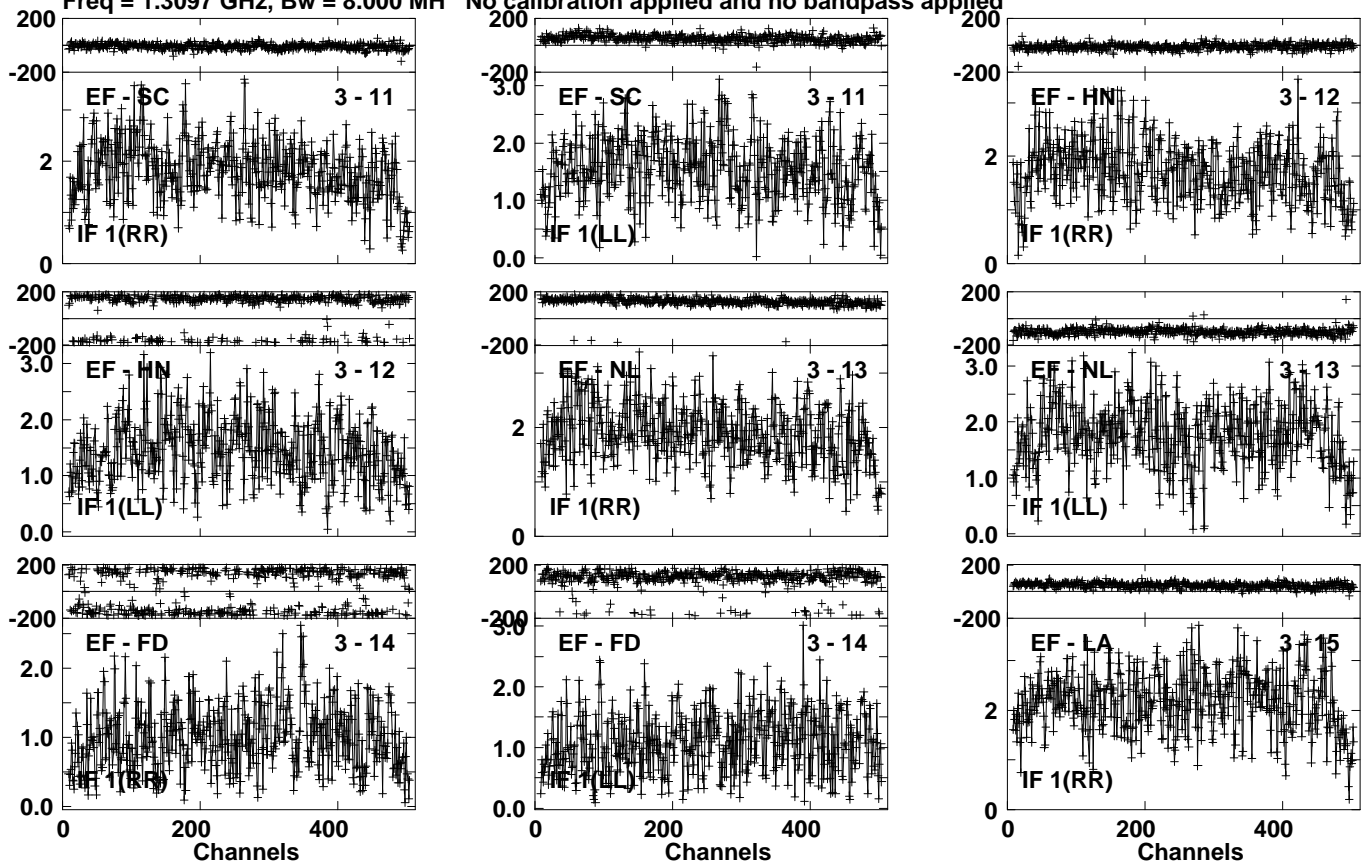 Freq = 1.3097 GHz, Bw = 8.000 MH No calibration applied and no bandpass applied
200
-200
EF - SC 3 - 11
2
IF 1(RR)
0
-200
3.0
EF - SC 3 - 11
2.0
1.0
IF 1(LL)
0.0
200
-200
EF - HN 3 - 12
2
IF 1(RR)
0
200
-200
3.0
EF - HN 3 - 12
2.0
1.0
IF 1(LL)
0.0
200
-200
EF - NL 3 - 13
2
IF 1(RR)
0
200
-200
3.0
EF - NL 3 - 13
2.0
1.0
IF 1(LL)
0.0
200
-200
EF - FD 3 - 14
2.0
1.0
IF 1(RR)
0.0
0 200 400
Channels
200
-200
3.0
EF - FD 3 - 14
2.0
1.0
IF 1(LL)
0.0
0 200 400
Channels
200
-200
EF - LA 3 - 15
2
IF 1(RR)
0
0 200 400
Channels